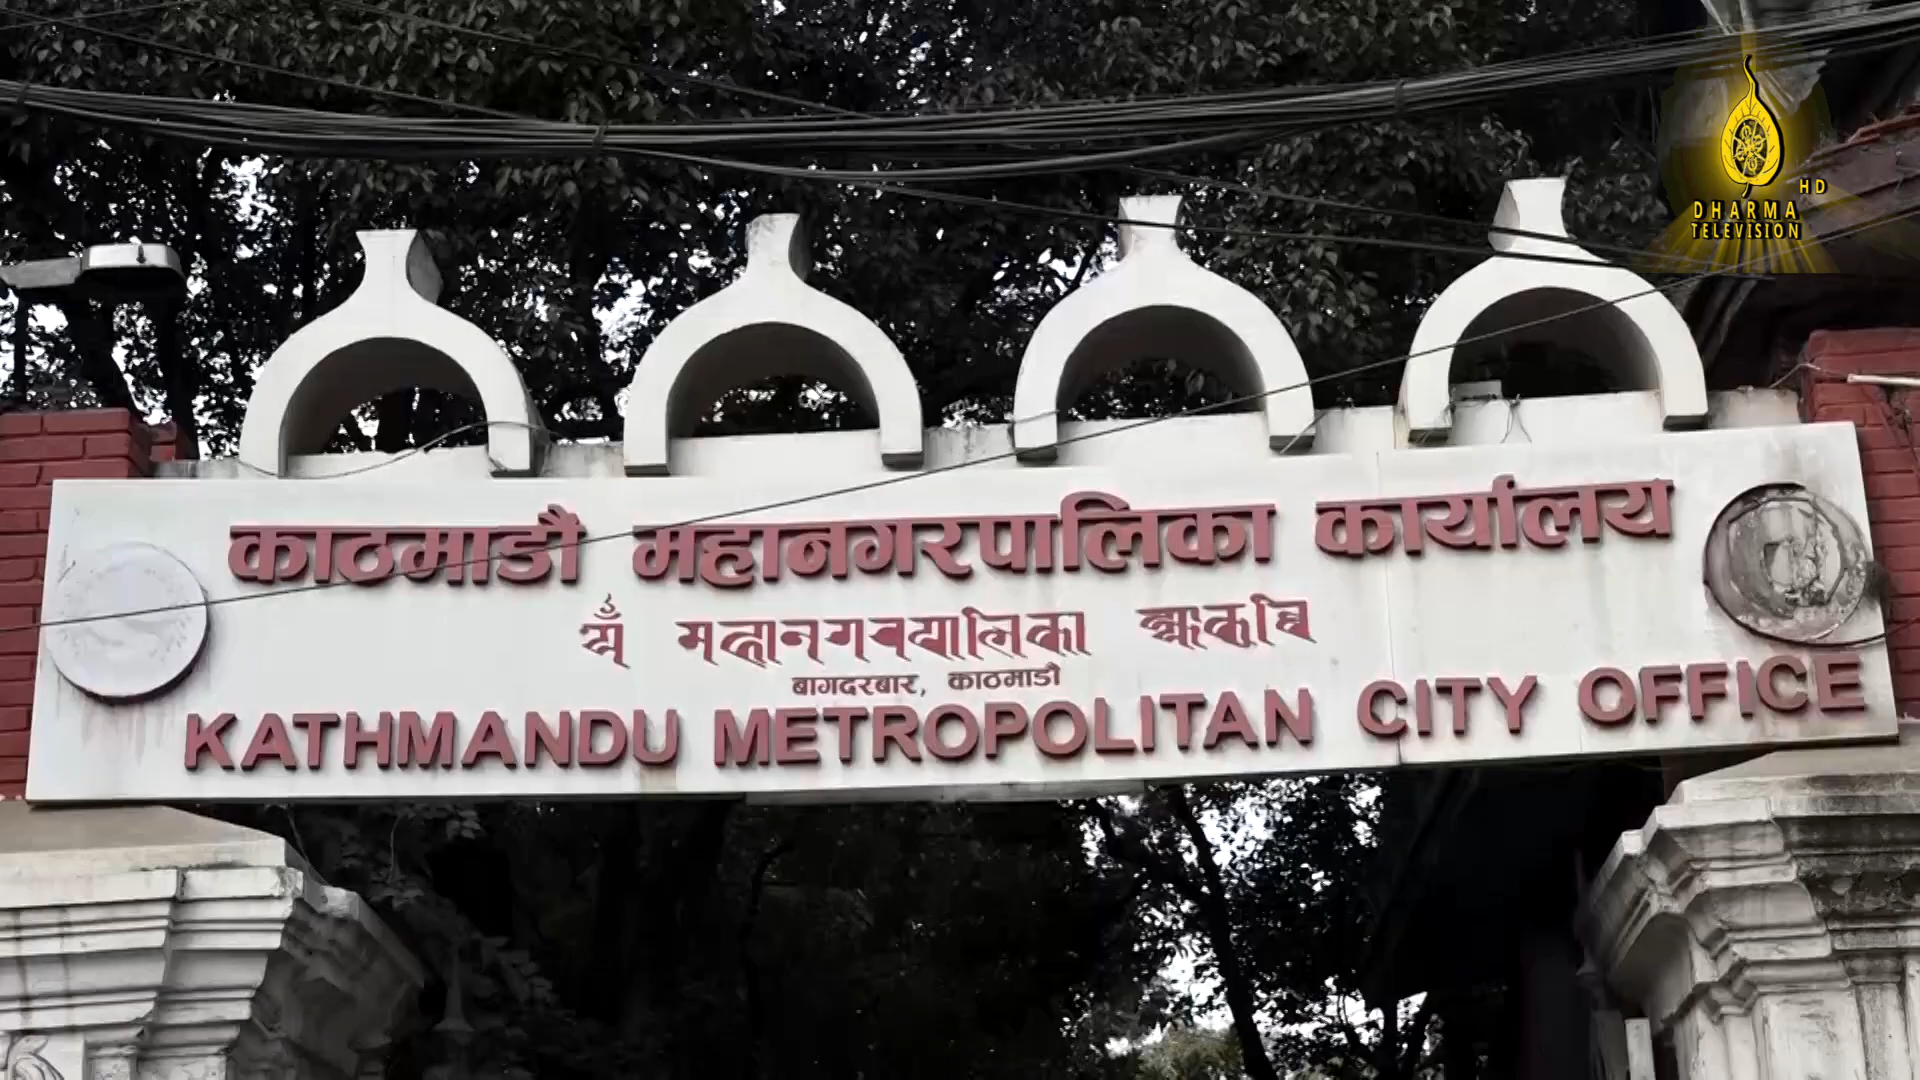 HD
DHARMA
TELEVISION
काठमाडौं महानगरपालिका कार्यालय
बागदरबार, काठमाडौं
KATHMANDU METROPOLITAN CITY OFFICE